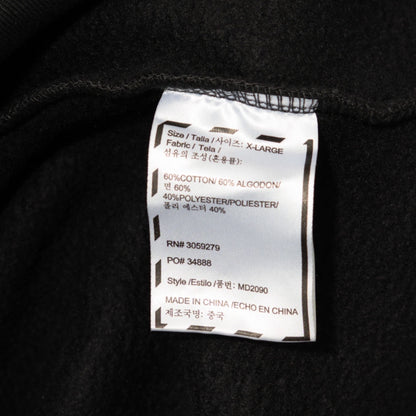 Size / Talla / 사이즈: X-LARGE
Fabric / Tela /
섬유의 조성(혼용률):
60%COTTON/ 60% ALGODON/
면 60%
40%POLYESTER/POLIESTER/
폴리 에스터 40%
RN# 3059279
PO# 34888
Style /Estilo /품번: MD2090
MADE IN CHINA /ECHO EN CHINA
제조국명: 중국